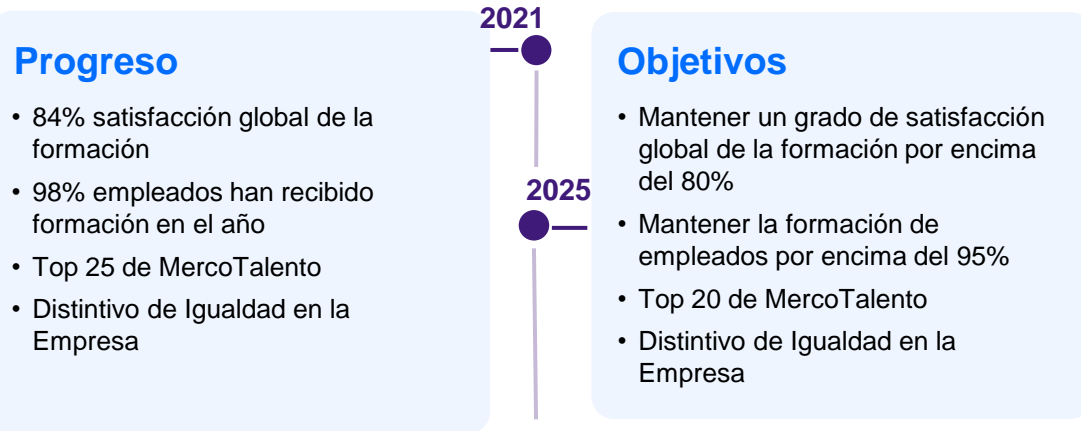 2021
Progreso
• 84% satisfacción global de la
formación
• 98% empleados han recibido
formación en el año
• Top 25 de MercoTalento
• Distintivo de Igualdad en la
Empresa
2025
Objetivos
• Mantener un grado de satisfacción
global de la formación por encima
del 80%
• Mantener la formación de
empleados por encima del 95%
• Top 20 de MercoTalento
• Distintivo de Igualdad en la
Empresa